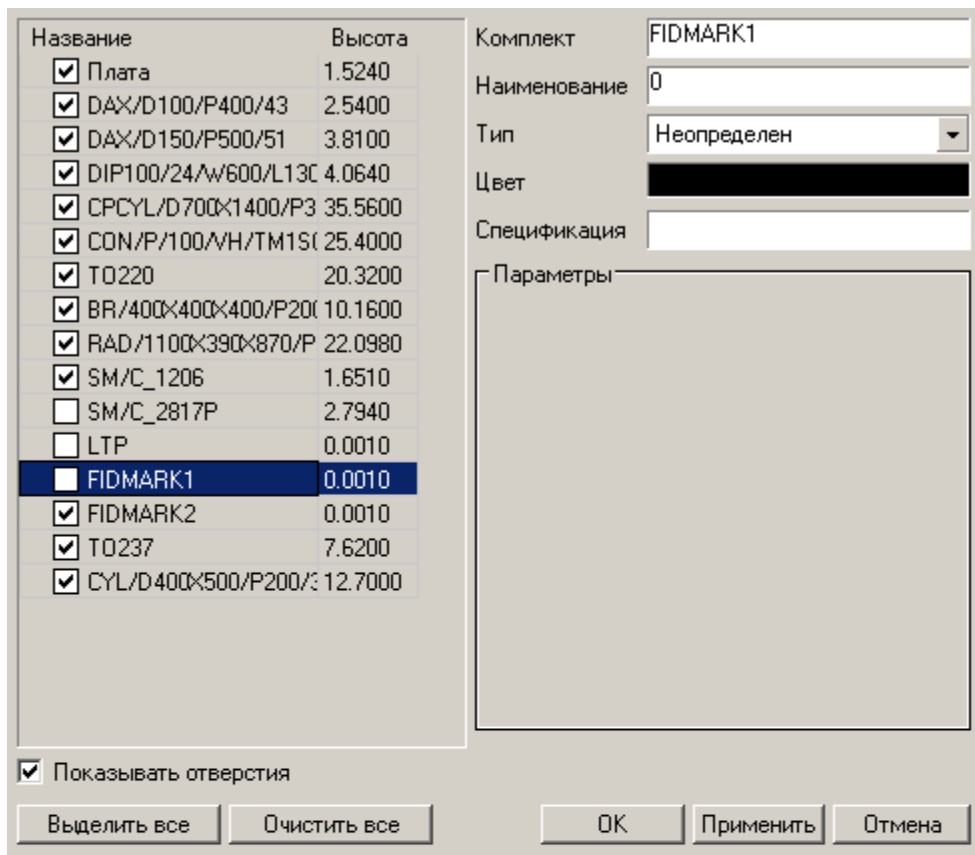 Название Высота
Плата 1.5240
DAX/D100/P400/43 2.5400
DAX/D150/P500/51 3.8100
DIP100/24/W600/L130 4.0640
CPCYL/D700X1400/P3 35.5600
CON/P/100/VH/TM1S( 25.4000
TO220 20.3200
BR/400X400X400/P20( 10.1600
RAD/1100X390X870/P 22.0980
SM/C_1206 1.6510
SM/C_2817P 2.7940
LTP 0.0010
FIDMARK1 0.0010
FIDMARK2 0.0010
TO237 7.6200
CYL/D400X500/P200/3 12.7000
Показывать отверстия
Выделить все Очистить все
Комплект FIDMARK1
Наименование 0
Тип Неопределен
Цвет
Спецификация
Параметры
OK Применить Отмена